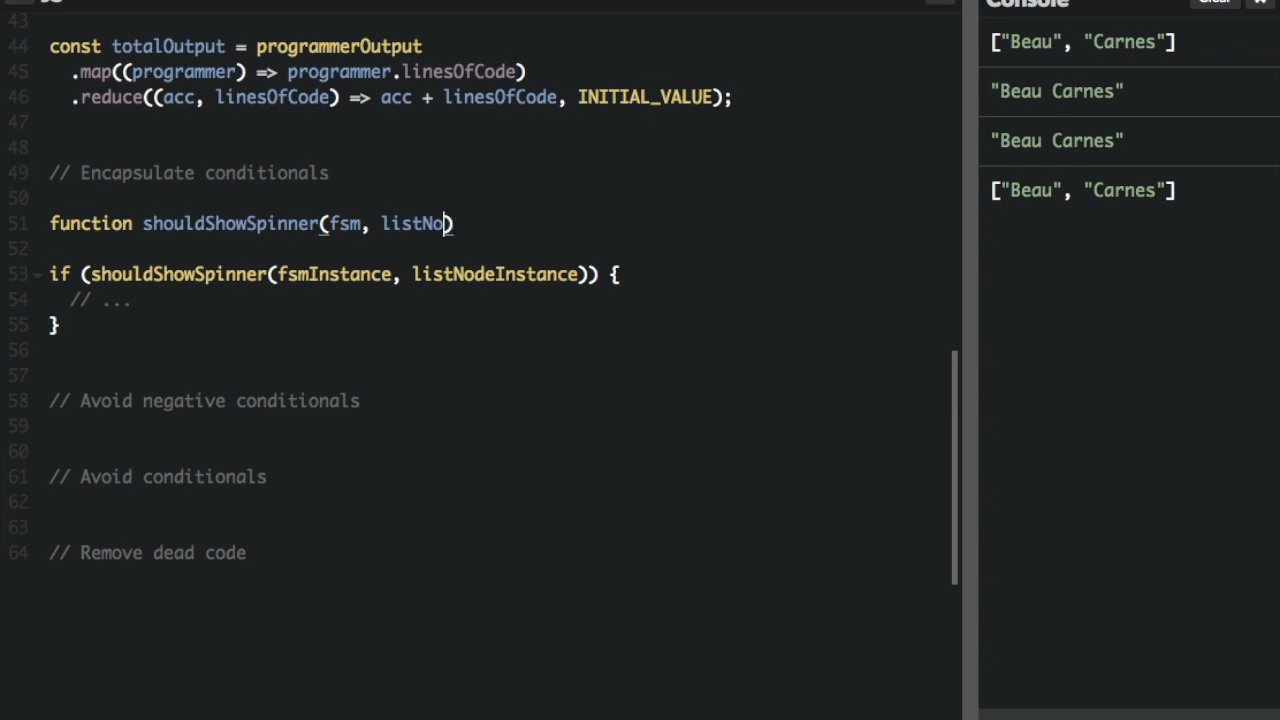 Console Clear
43
44 const totalOutput = programmerOutput
45 .map((programmer) => programmer.linesOfCode)
46 .reduce((acc, linesOfCode) => acc + linesOfCode, INITIAL_VALUE);
47
48
49 // Encapsulate conditionals
50
51 function shouldShowSpinner(fsm, listNo)
52
53 if (shouldShowSpinner(fsmInstance, listNodeInstance)) {
54 // ...
55 }
56
57
58 // Avoid negative conditionals
59
60
61 // Avoid conditionals
62
63
64 // Remove dead code
["Beau", "Carnes"]
"Beau Carnes"
"Beau Carnes"
["Beau", "Carnes"]